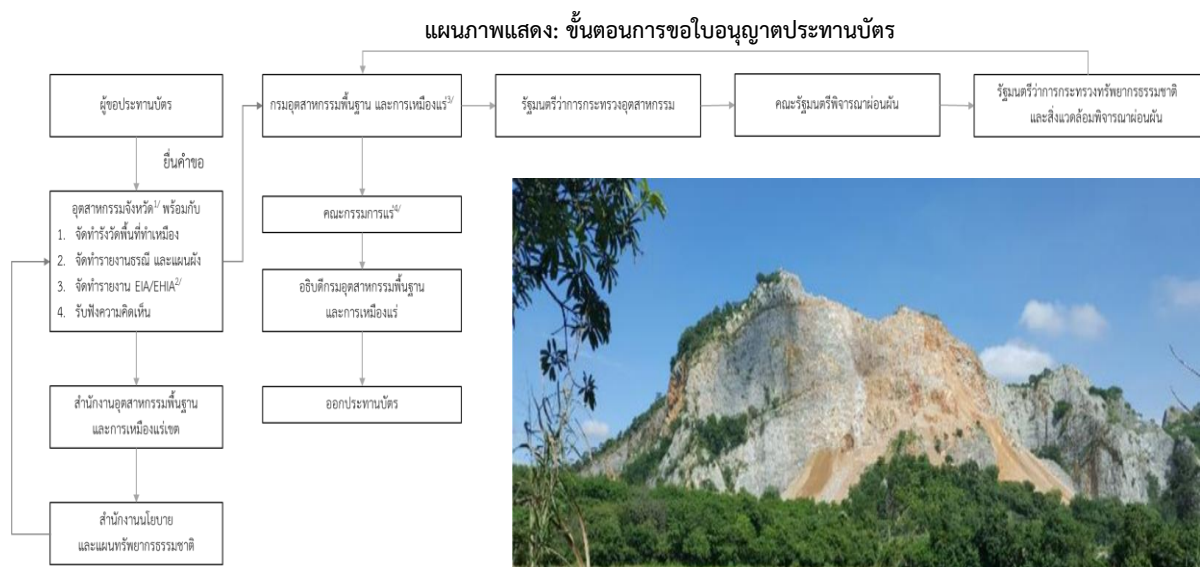 แผนภาพแสดง: ขั้นตอนการขอใบอนุญาตประทานบัตร
ผู้ขอประทานบัตร
กรมอุตสาหกรรมพื้นฐาน และการเหมืองแร่3/
รัฐมนตรีว่าการกระทรวงอุตสาหกรรม
คณะรัฐมนตรีพิจารณาผ่อนผัน
รัฐมนตรีว่าการกระทรวงทรัพยากรธรรมชาติ
และสิ่งแวดล้อมพิจารณาผ่อนผัน
ยื่นคำขอ
อุตสาหกรรมจังหวัด1/ พร้อมกับ
1. จัดทำรังวัดพื้นที่ทำเหมือง
2. จัดทำรายงานธรณี และแผนผัง
3. จัดทำรายงาน EIA/EHIA2/
4. รับฟังความคิดเห็น
คณะกรรมการแร่4/
อธิบดีกรมอุตสาหกรรมพื้นฐาน
และการเหมืองแร่
สำนักงานอุตสาหกรรมพื้นฐาน
และการเหมืองแร่เขต
ออกประทานบัตร
สำนักงานนโยบาย
และแผนทรัพยากรธรรมชาติ